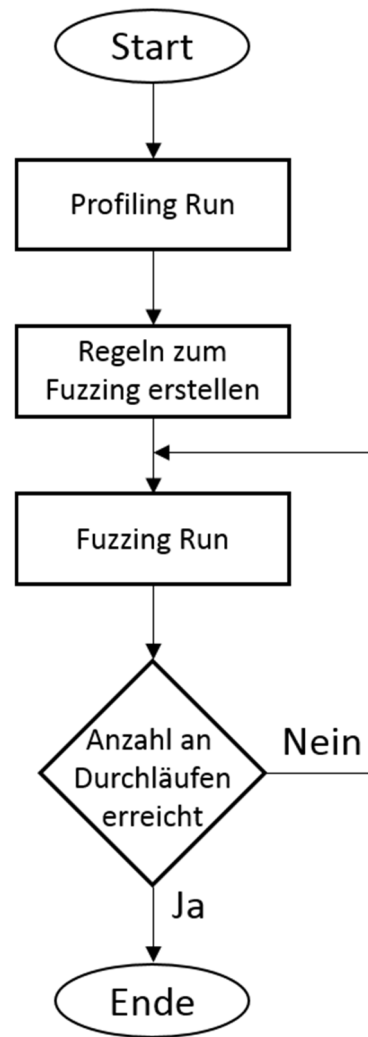 Start
Profiling Run
Regeln zum
Fuzzing erstellen
Fuzzing Run
Anzahl an
Durchläufen
erreicht
Nein
Ja
Ende